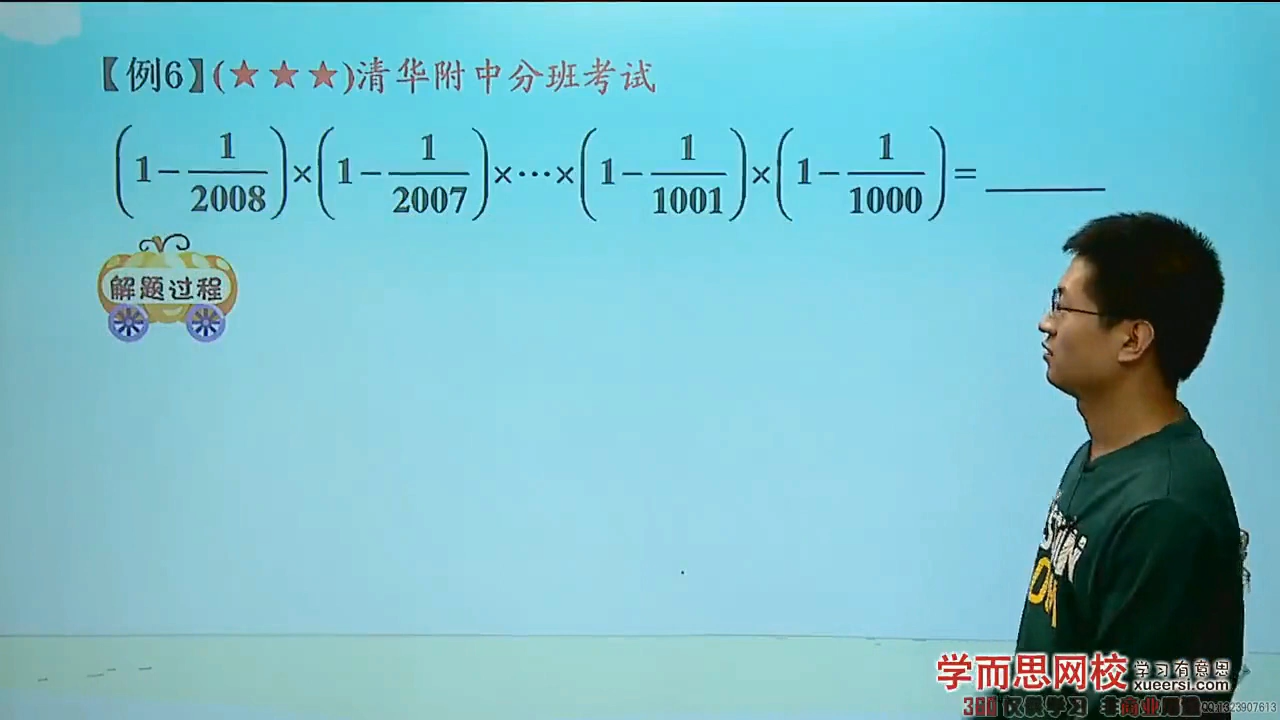 【例6】(★★★)清华附中分班考试
(1-1/2008)×(1-1/2007)×…×(1-1/1001)×(1-1/1000)=______
解题过程
学而思网校 学习有意思
xueersi.com